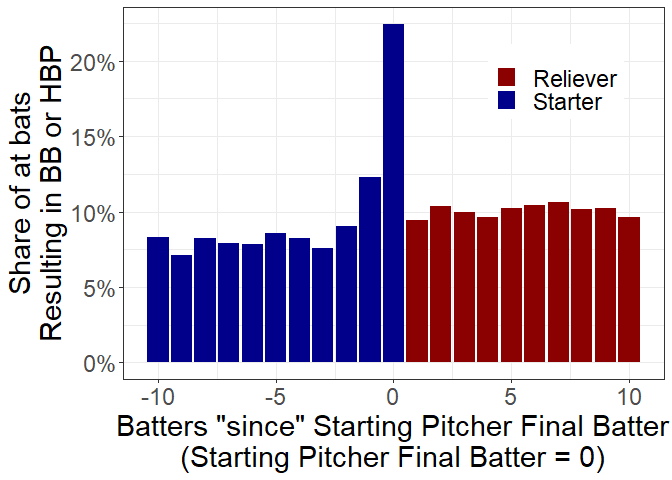 Share of at bats
Resulting in BB or HBP
20%
15%
10%
5%
0%
Reliever
Starter
-10
-5
0
5
10
Batters "since" Starting Pitcher Final Batter
(Starting Pitcher Final Batter = 0)